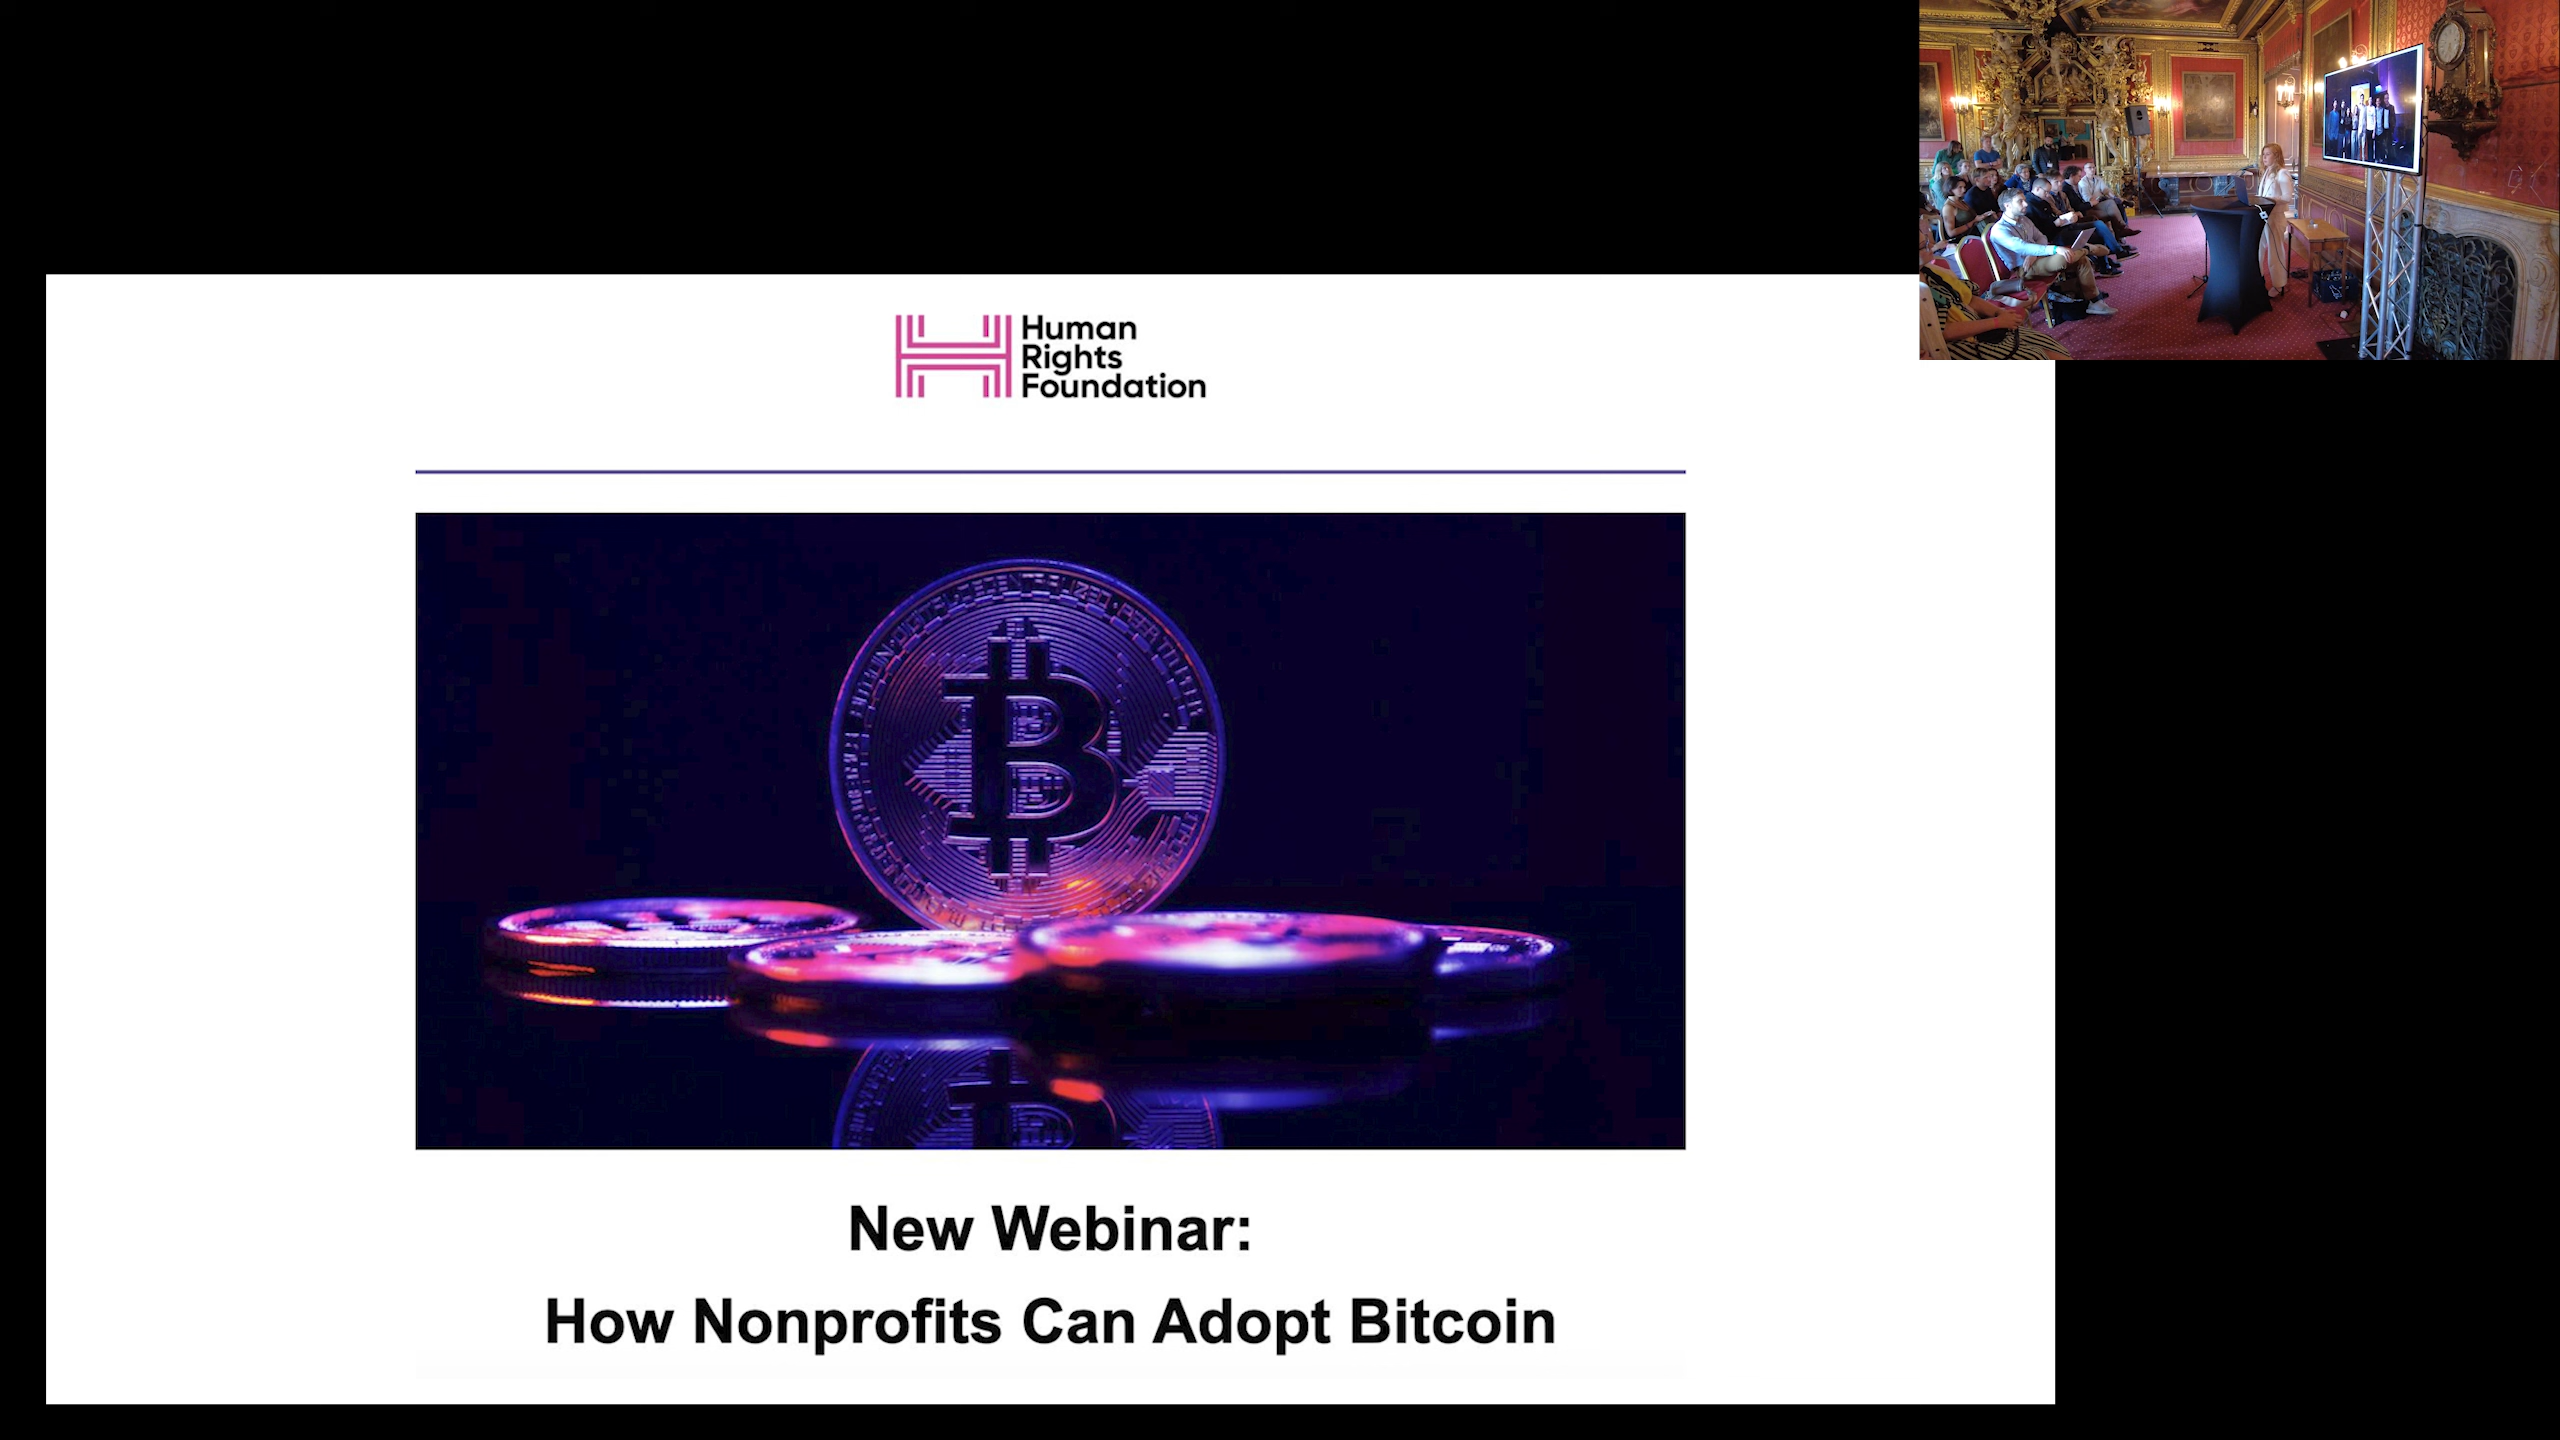 Human
Rights
Foundation
New Webinar:
How Nonprofits Can Adopt Bitcoin